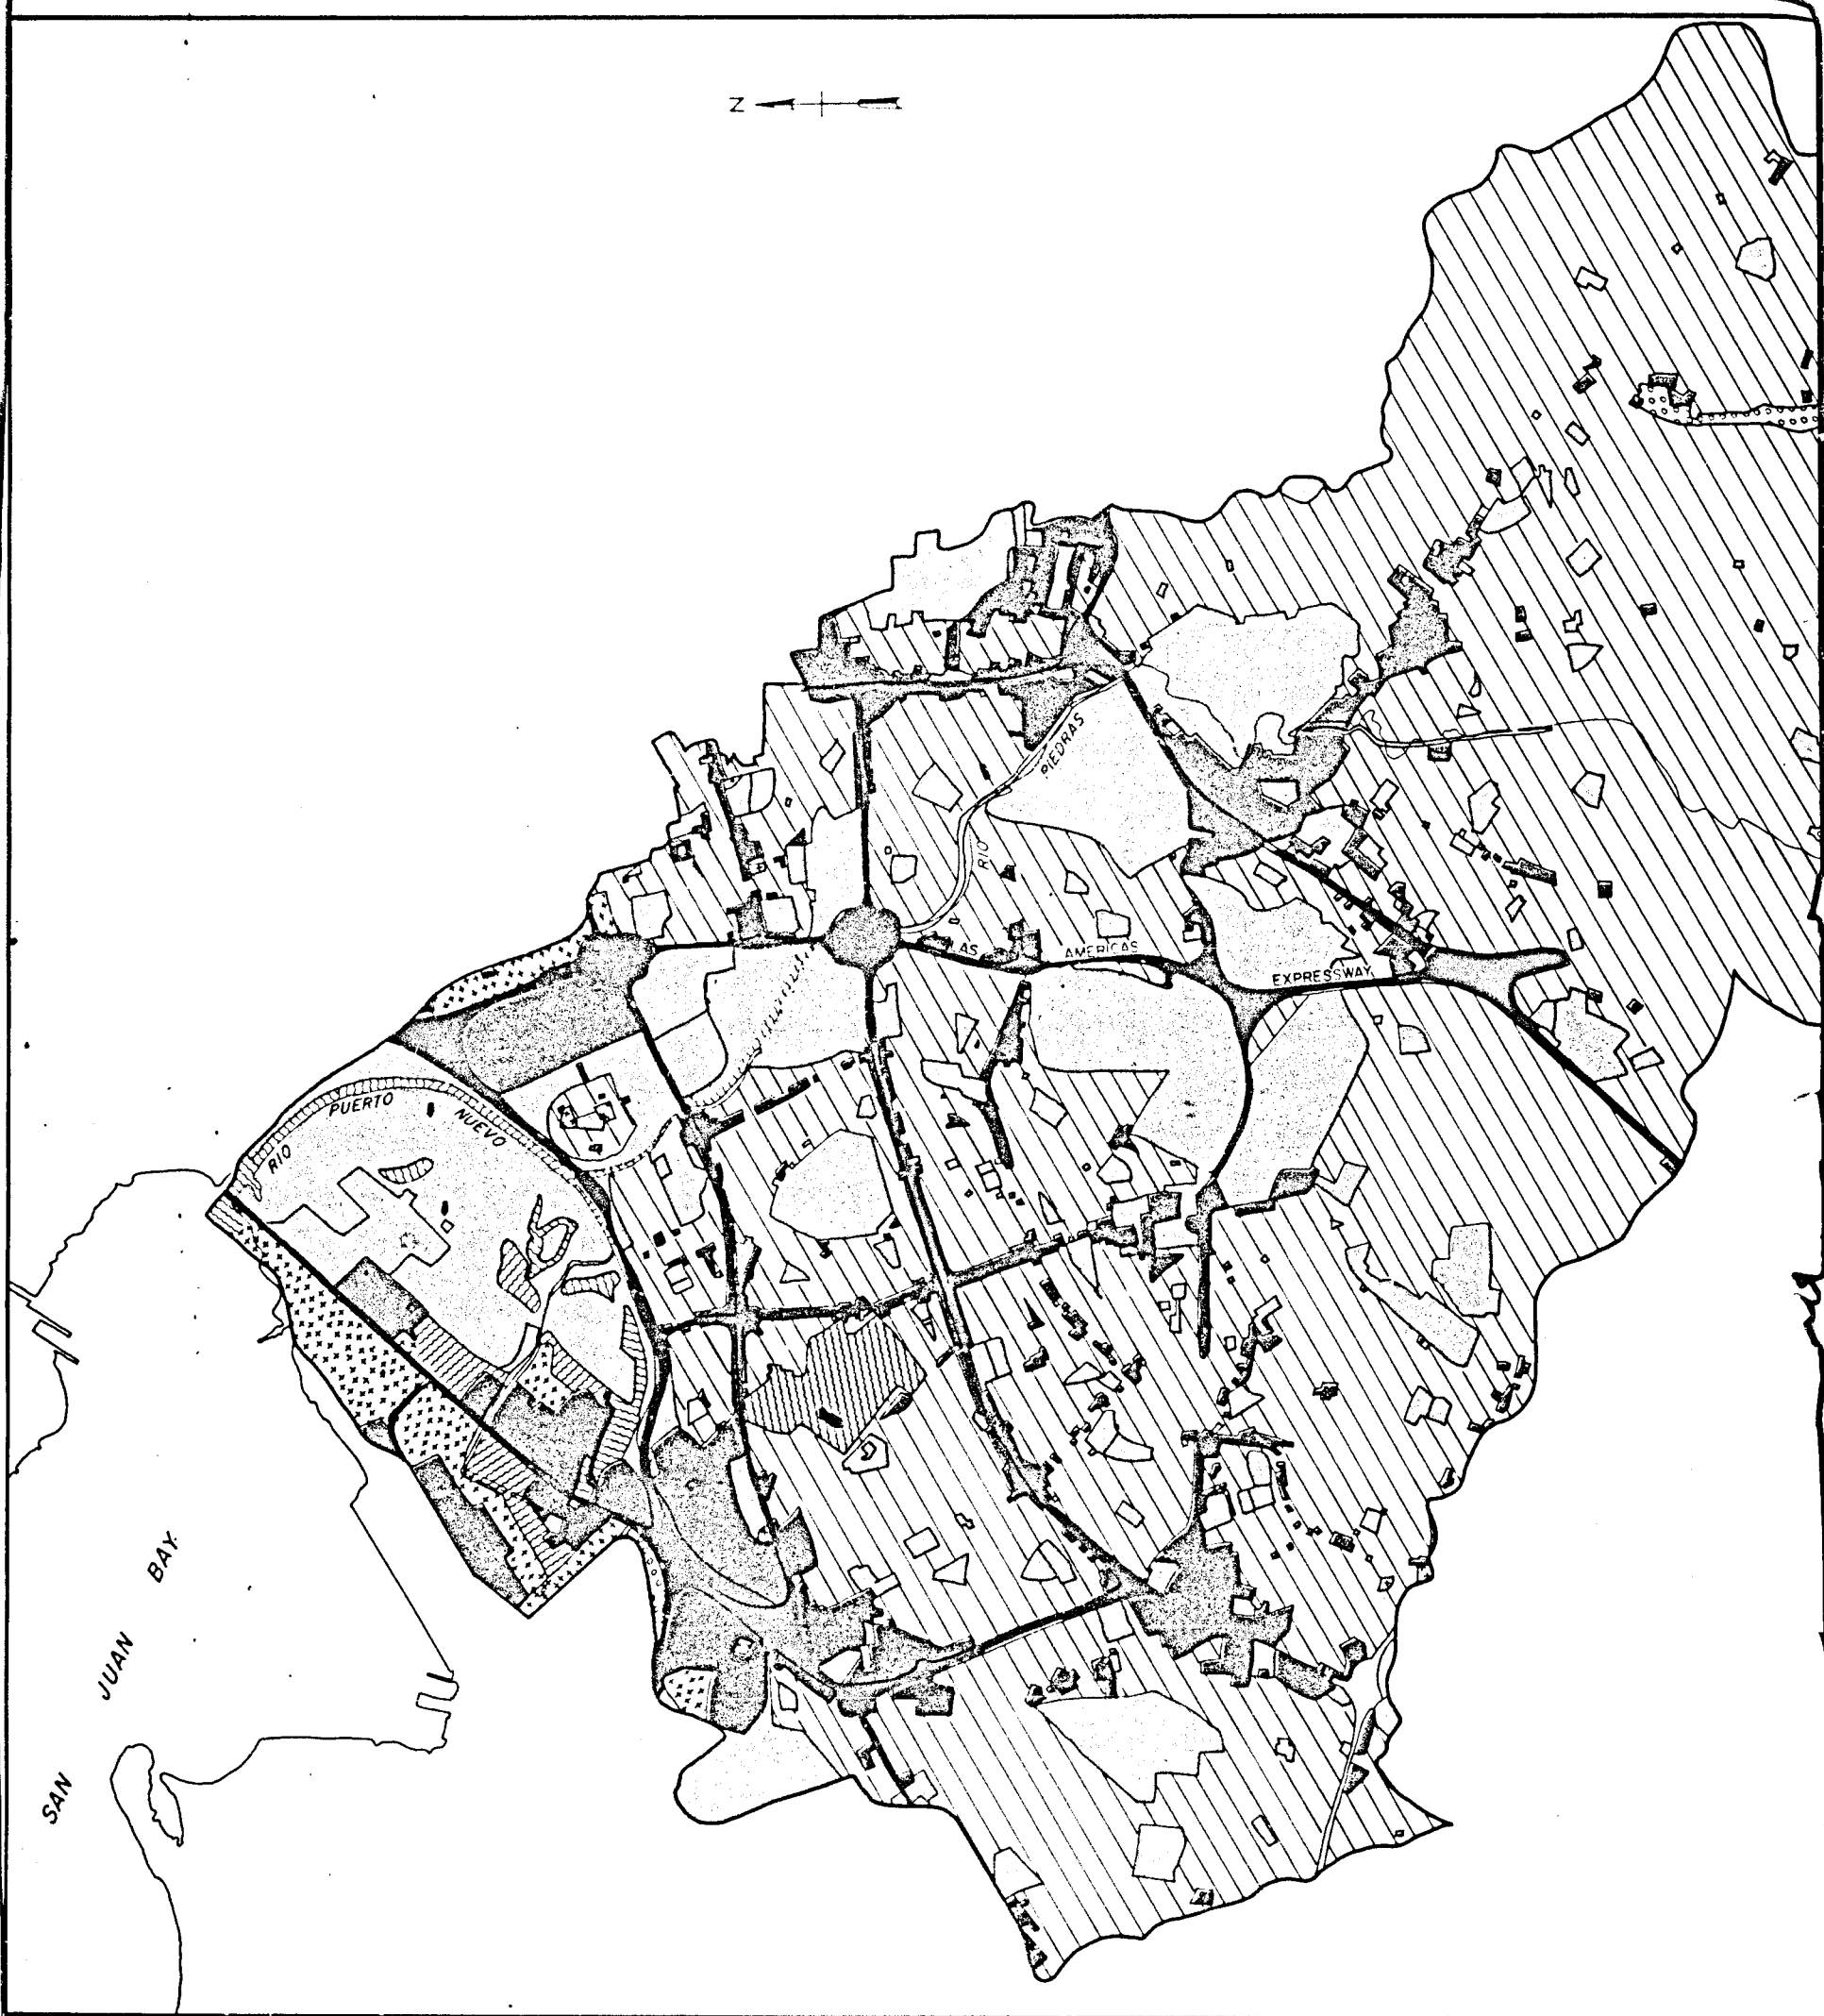 N
RIO
PIEDRAS
LAS
AMERICAS
EXPRESSWAY
RIO
PUERTO
NUEVO
SAN
JUAN
BAY.